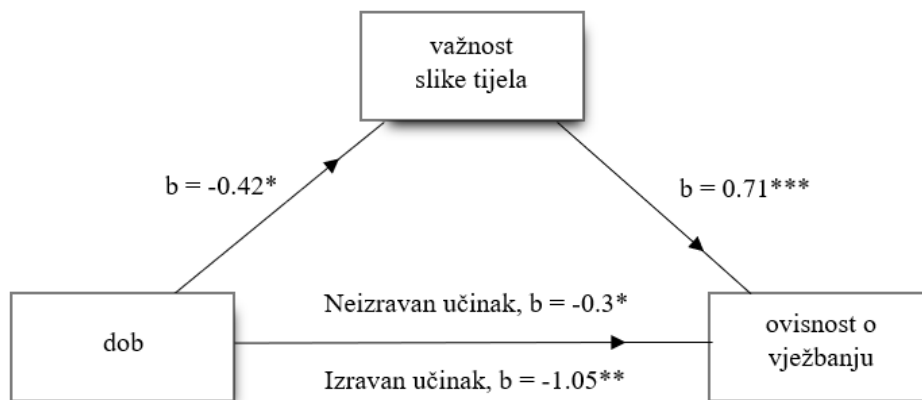 važnost
slike tijela
b = -0.42*
b = 0.71***
dob
Neizravan učinak, b = -0.3*
Izravan učinak, b = -1.05**
ovisnost o
vježbanju